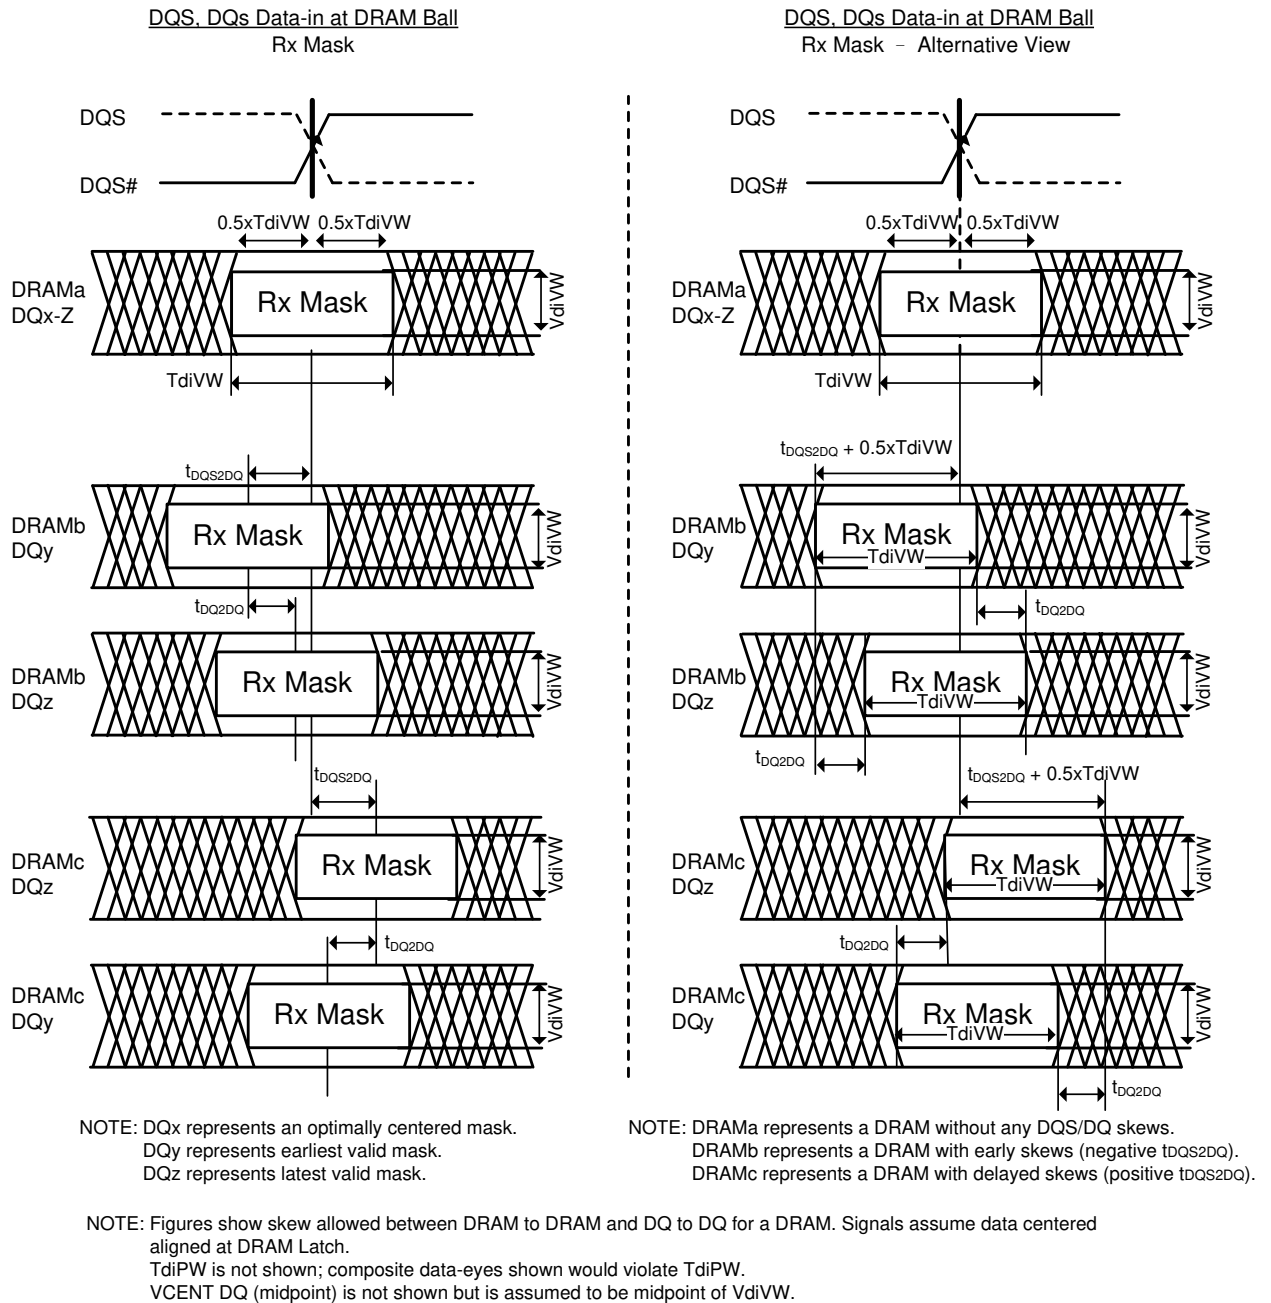 DQS, DQs Data-in at DRAM Ball
Rx Mask
DQS
DQS#
0.5xTdiVW 0.5xTdiVW
DRAMa
DQx-Z
Rx Mask
VdiVW
TdiVW
tDQS2DQ
DRAMb
DQy
Rx Mask
VdiVW
tDQ2DQ
DRAMb
DQz
Rx Mask
VdiVW
tDQS2DQ
DRAMc
DQz
Rx Mask
VdiVW
tDQ2DQ
DRAMc
DQy
Rx Mask
VdiVW
NOTE: DQx represents an optimally centered mask.
DQy represents earliest valid mask.
DQz represents latest valid mask.
DQS, DQs Data-in at DRAM Ball
Rx Mask - Alternative View
DQS
DQS#
0.5xTdiVW 0.5xTdiVW
DRAMa
DQx-Z
Rx Mask
VdiVW
TdiVW
tDQS2DQ + 0.5xTdiVW
DRAMb
DQy
Rx Mask
TdiVW
VdiVW
tDQ2DQ
DRAMb
DQz
Rx Mask
TdiVW
VdiVW
tDQ2DQ
tDQS2DQ + 0.5xTdiVW
DRAMc
DQz
Rx Mask
TdiVW
VdiVW
tDQ2DQ
DRAMc
DQy
Rx Mask
TdiVW
VdiVW
tDQ2DQ
NOTE: DRAMa represents a DRAM without any DQS/DQ skews.
DRAMb represents a DRAM with early skews (negative tDQS2DQ).
DRAMc represents a DRAM with delayed skews (positive tDQS2DQ).
NOTE: Figures show skew allowed between DRAM to DRAM and DQ to DQ for a DRAM. Signals assume data centered
aligned at DRAM Latch.
TdiPW is not shown; composite data-eyes shown would violate TdiPW.
VCENT DQ (midpoint) is not shown but is assumed to be midpoint of VdiVW.